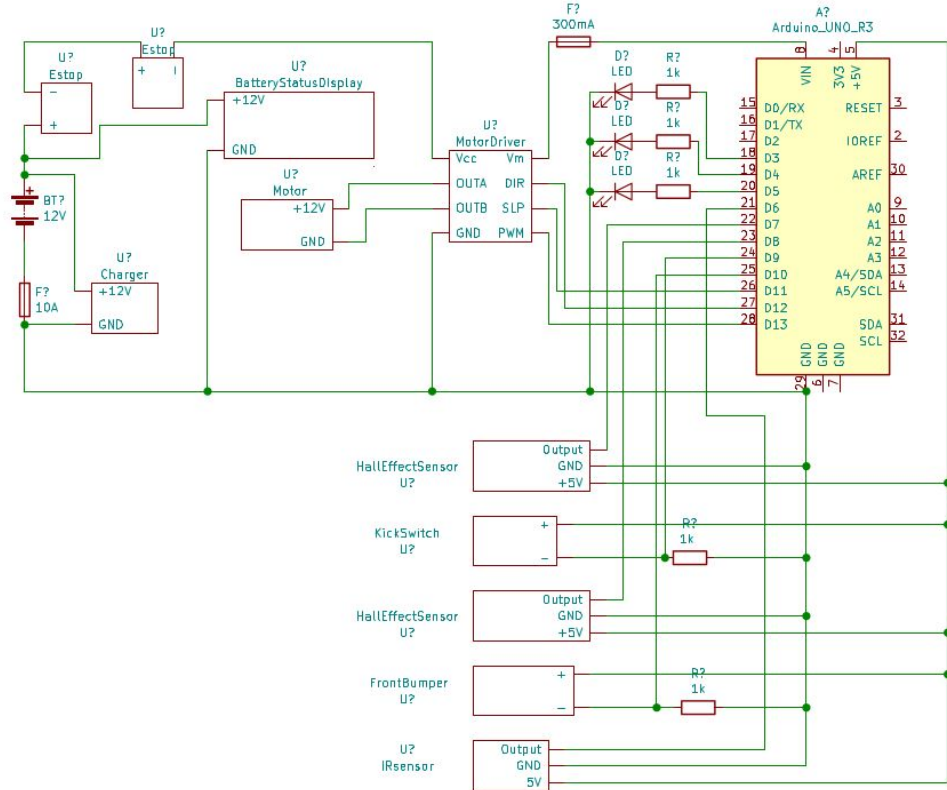 U?
Estop
+ -
U?
Estop
-
+
U?
BatteryStatusDisplay
+12V
GND
BT?
12V
F?
10A
U?
Charger
+12V
GND
U?
Motor
+12V
GND
U?
MotorDriver
Vcc
OUTA
OUTB
GND
Vm
DIR
SLP
PWM
F?
300mA
D?
LED
R?
1k
D?
LED
R?
1k
D?
LED
R?
1k
A?
Arduino_UNO_R3
8
4
5
VIN
3V3
+5V
15 D0/RX
16 D1/TX
17 D2
18 D3
19 D4
20 D5
21 D6
22 D7
23 D8
24 D9
25 D10
26 D11
27 D12
28 D13
RESET 3
IOREF 2
AREF 30
A0 9
A1 10
A2 11
A3 12
A4/SDA 13
A5/SCL 14
SDA 31
SCL 32
GND
GND
GND
29
6
7
HallEffectSensor
U?
Output
GND
+5V
KickSwitch
U?
+
-
R?
1k
HallEffectSensor
U?
Output
GND
+5V
FrontBumper
U?
+
-
R?
1k
U?
IRsensor
Output
GND
5V